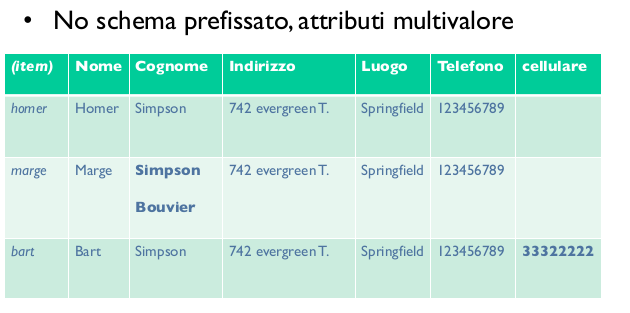 • No schema prefissato, attributi multivalore
(item) Nome Cognome Indirizzo Luogo Telefono cellulare
homer Homer Simpson 742 evergreen T. Springfield 123456789
marge Marge Simpson 742 evergreen T. Springfield 123456789
Bouvier
bart Bart Simpson 742 evergreen T. Springfield 123456789 33322222